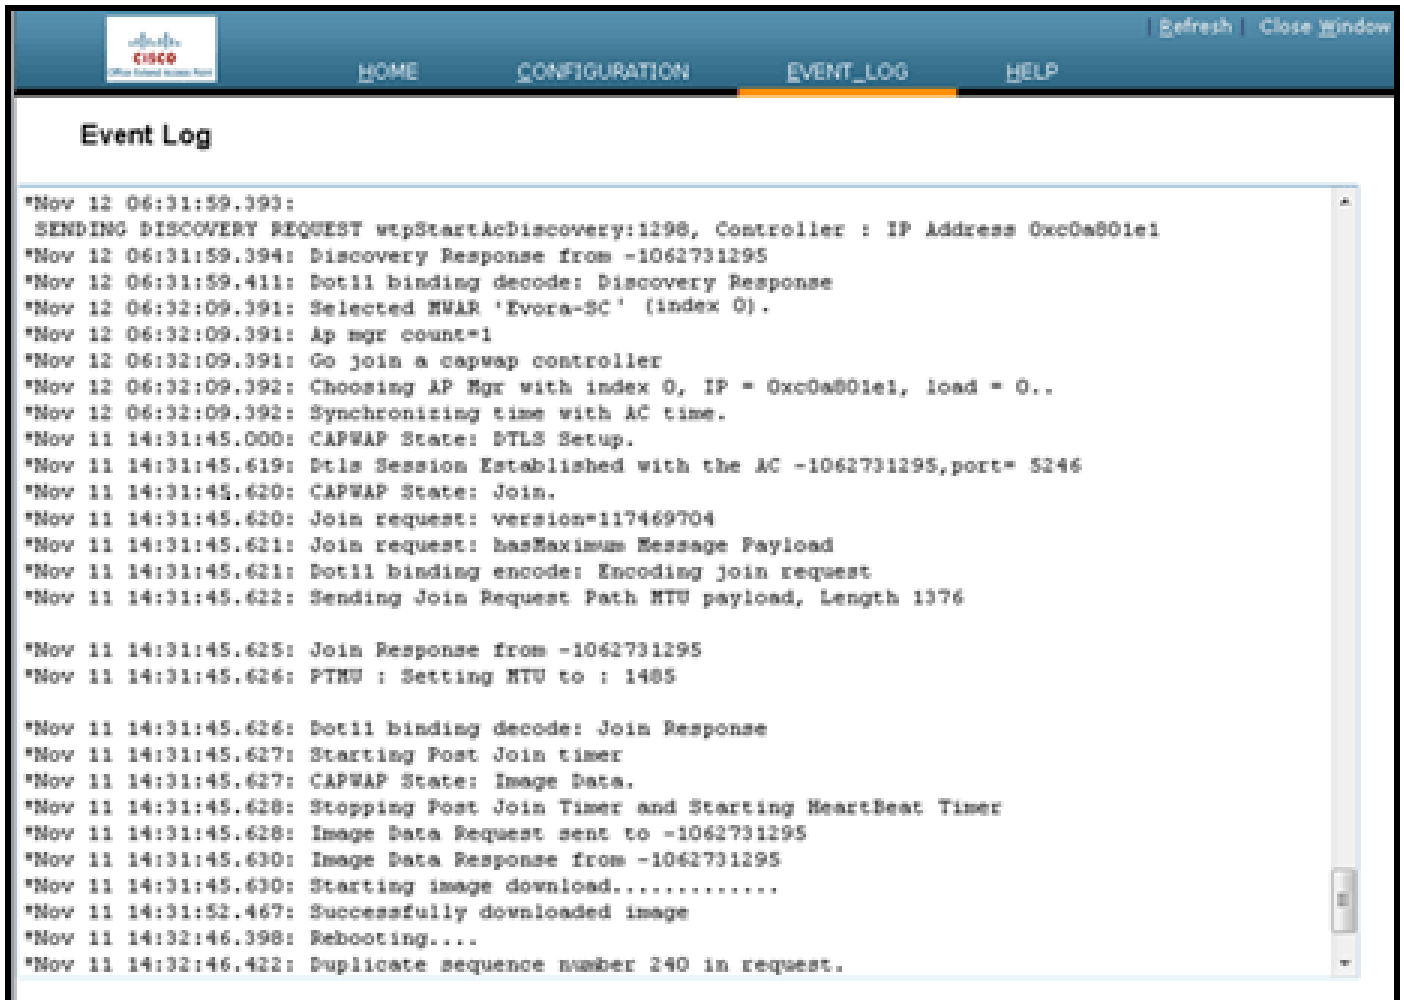 Refresh | Close Window
CISCO
Office Extend Access Point
HOME CONFIGURATION EVENT_LOG HELP
Event Log
*Nov 12 06:31:59.393:
SENDING DISCOVERY REQUEST wtpStartAcDiscovery:1298, Controller : IP Address 0xc0a801e1
*Nov 12 06:31:59.394: Discovery Response from -1062731295
*Nov 12 06:31:59.411: Dot11 binding decode: Discovery Response
*Nov 12 06:32:09.391: Selected MWAR 'Evora-SC' (index 0).
*Nov 12 06:32:09.391: Ap mgr count=1
*Nov 12 06:32:09.391: Go join a capwap controller
*Nov 12 06:32:09.392: Choosing AP Mgr with index 0, IP = 0xc0a801e1, load = 0..
*Nov 12 06:32:09.392: Synchronizing time with AC time.
*Nov 11 14:31:45.000: CAPWAP State: DTLS Setup.
*Nov 11 14:31:45.619: Dtls Session Established with the AC -1062731295,port= 5246
*Nov 11 14:31:45.620: CAPWAP State: Join.
*Nov 11 14:31:45.620: Join request: version=117469704
*Nov 11 14:31:45.621: Join request: hasMaximum Message Payload
*Nov 11 14:31:45.621: Dot11 binding encode: Encoding join request
*Nov 11 14:31:45.622: Sending Join Request Path MTU payload, Length 1376
*Nov 11 14:31:45.625: Join Response from -1062731295
*Nov 11 14:31:45.626: PTMU : Setting MTU to : 1485
*Nov 11 14:31:45.626: Dot11 binding decode: Join Response
*Nov 11 14:31:45.627: Starting Post Join timer
*Nov 11 14:31:45.627: CAPWAP State: Image Data.
*Nov 11 14:31:45.628: Stopping Post Join Timer and Starting HeartBeat Timer
*Nov 11 14:31:45.628: Image Data Request sent to -1062731295
*Nov 11 14:31:45.630: Image Data Response from -1062731295
*Nov 11 14:31:45.630: Starting image download.............
*Nov 11 14:31:52.467: Successfully downloaded image
*Nov 11 14:32:46.398: Rebooting....
*Nov 11 14:32:46.422: Duplicate sequence number 240 in request.